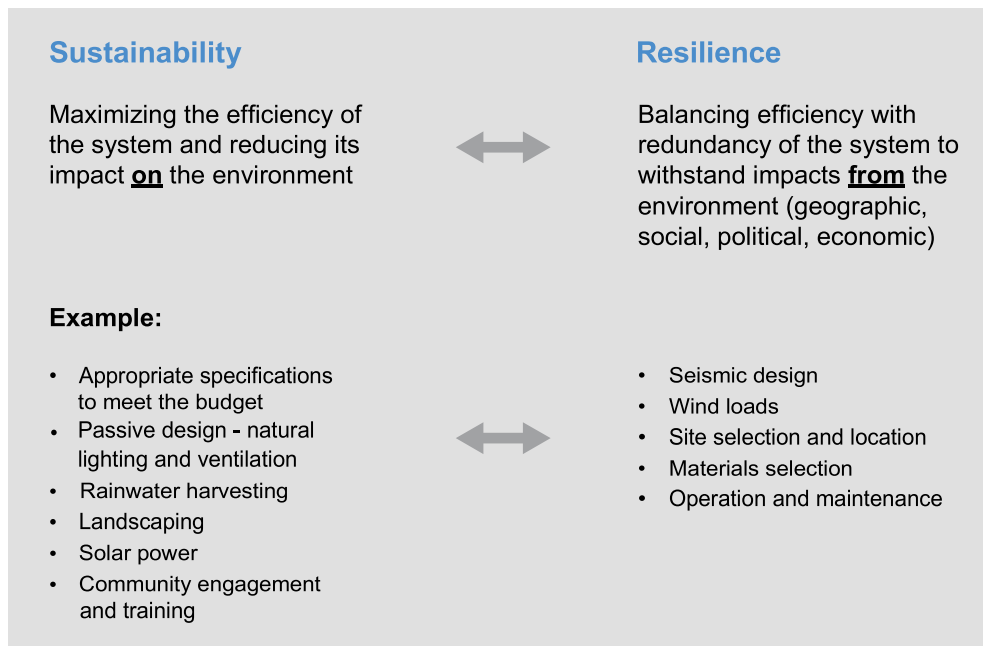 Sustainability
Maximizing the efficiency of
the system and reducing its
impact on the environment
Resilience
Balancing efficiency with
redundancy of the system to
withstand impacts from the
environment (geographic,
social, political, economic)
Example:
• Appropriate specifications
to meet the budget
• Passive design - natural
lighting and ventilation
• Rainwater harvesting
• Landscaping
• Solar power
• Community engagement
and training
• Seismic design
• Wind loads
• Site selection and location
• Materials selection
• Operation and maintenance